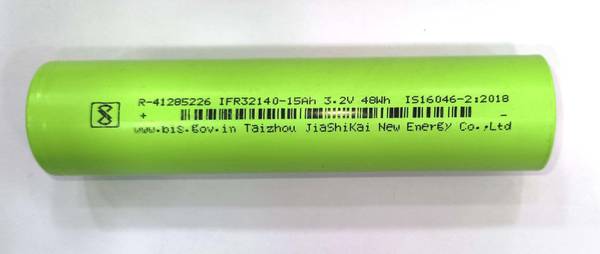 R-41285226 IFR32140-15Ah 3.2V 48Wh IS16046-2:2018
+ -
www.bis.gov.in Taizhou JiaShiKai New Energy Co.,Ltd